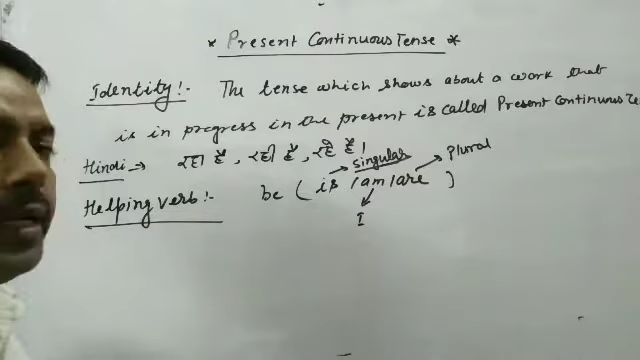 * Present Continuous Tense *
Identity:- The tense which shows about a work that
is in progress in the present is called Present Continuous Te
Hindi → रहा है, रही है, रहे हैं।
singular Plural
Helping Verb:- be ( is / am / are )
I